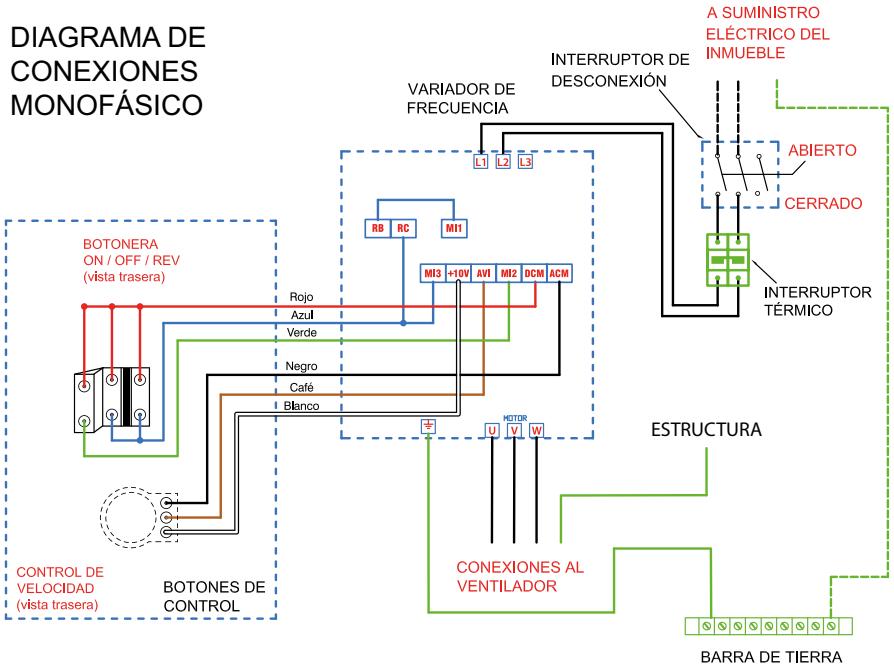 DIAGRAMA DE
CONEXIONES
MONOFÁSICO
A SUMINISTRO
ELÉCTRICO DEL
INMUEBLE
INTERRUPTOR DE
DESCONEXIÓN
VARIADOR DE
FRECUENCIA
ABIERTO
CERRADO
L1 L2 L3
RB RC MI1
MI3 +10V AVI MI2 DCM ACM
BOTONERA
ON / OFF / REV
(vista trasera)
INTERRUPTOR
TÉRMICO
Rojo
Azul
Verde
Negro
Café
Blanco
MOTOR
U V W
ESTRUCTURA
CONTROL DE
VELOCIDAD
(vista trasera)
BOTONES DE
CONTROL
CONEXIONES AL
VENTILADOR
BARRA DE TIERRA